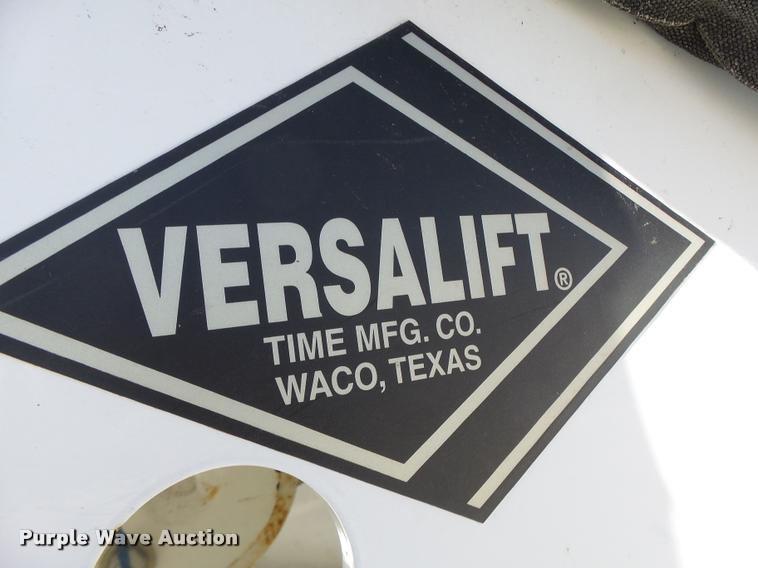 VERSALIFT®
TIME MFG. CO.
WACO, TEXAS
Purple Wave Auction